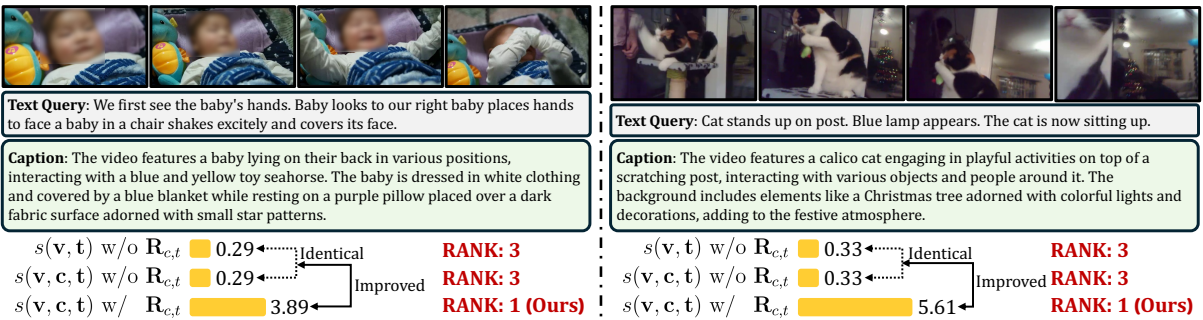 Text Query: We first see the baby's hands. Baby looks to our right baby places hands
to face a baby in a chair shakes excitely and covers its face.
Caption: The video features a baby lying on their back in various positions,
interacting with a blue and yellow toy seahorse. The baby is dressed in white clothing
and covered by a blue blanket while resting on a purple pillow placed over a dark
fabric surface adorned with small star patterns.
s(v, t) w/o R_{c,t} 0.29 RANK: 3
Identical
s(v, c, t) w/o R_{c,t} 0.29 RANK: 3
Improved
s(v, c, t) w/ R_{c,t} 3.89 RANK: 1 (Ours)
Text Query: Cat stands up on post. Blue lamp appears. The cat is now sitting up.
Caption: The video features a calico cat engaging in playful activities on top of a
scratching post, interacting with various objects and people around it. The
background includes elements like a Christmas tree adorned with colorful lights and
decorations, adding to the festive atmosphere.
s(v, t) w/o R_{c,t} 0.33 RANK: 3
Identical
s(v, c, t) w/o R_{c,t} 0.33 RANK: 3
Improved
s(v, c, t) w/ R_{c,t} 5.61 RANK: 1 (Ours)